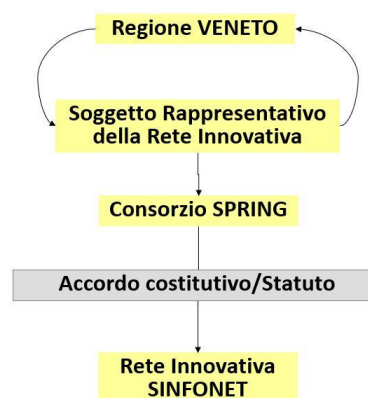 Regione VENETO
Soggetto Rappresentativo
della Rete Innovativa
Consorzio SPRING
Accordo costitutivo/Statuto
Rete Innovativa
SINFONET